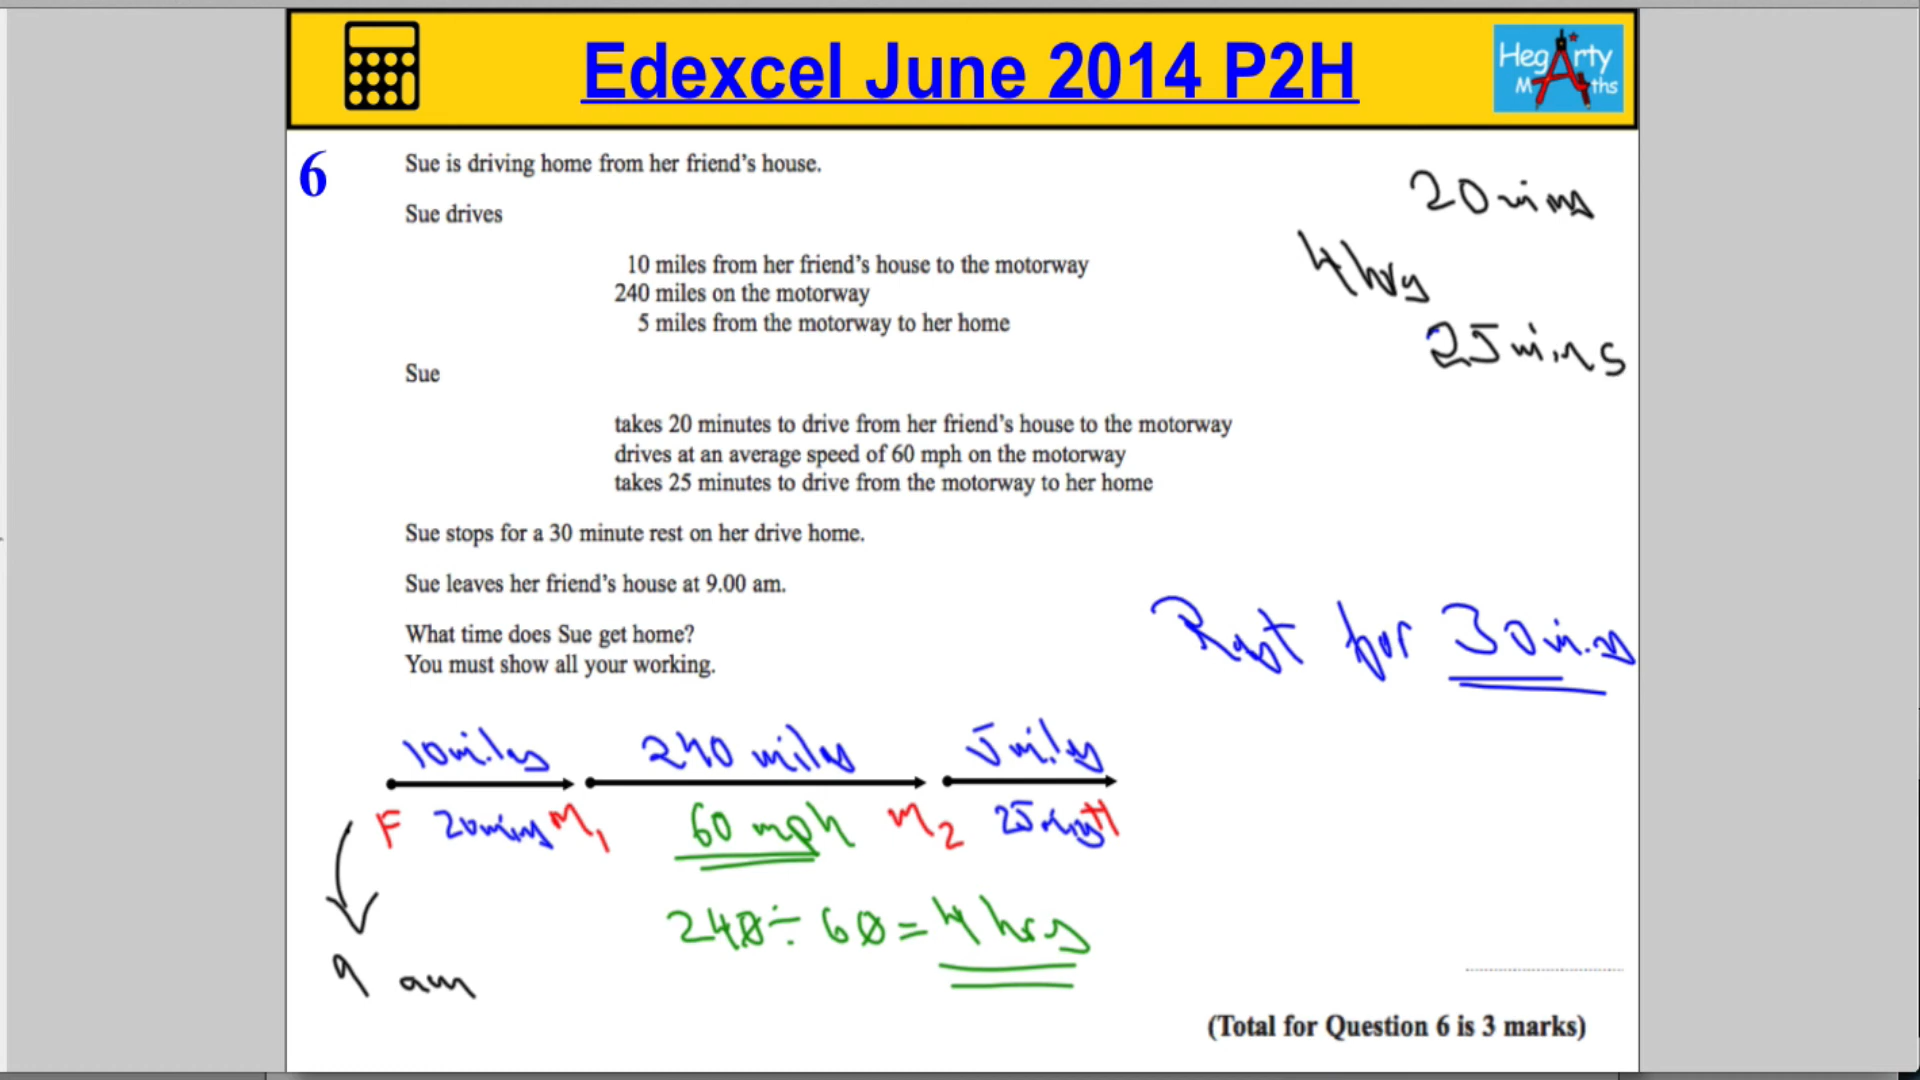 Edexcel June 2014 P2H
Hegarty
Maths
6
Sue is driving home from her friend's house.
Sue drives
10 miles from her friend's house to the motorway
240 miles on the motorway
5 miles from the motorway to her home
Sue
takes 20 minutes to drive from her friend's house to the motorway
drives at an average speed of 60 mph on the motorway
takes 25 minutes to drive from the motorway to her home
Sue stops for a 30 minute rest on her drive home.
Sue leaves her friend's house at 9.00 am.
What time does Sue get home?
You must show all your working.
20 mins
4 hrs
25 mins
Rest for 30 mins
10 miles 240 miles 5 miles
F 20 mins M1 60 mph M2 25 mins H
240 ÷ 60 = 4 hrs
9 am
(Total for Question 6 is 3 marks)